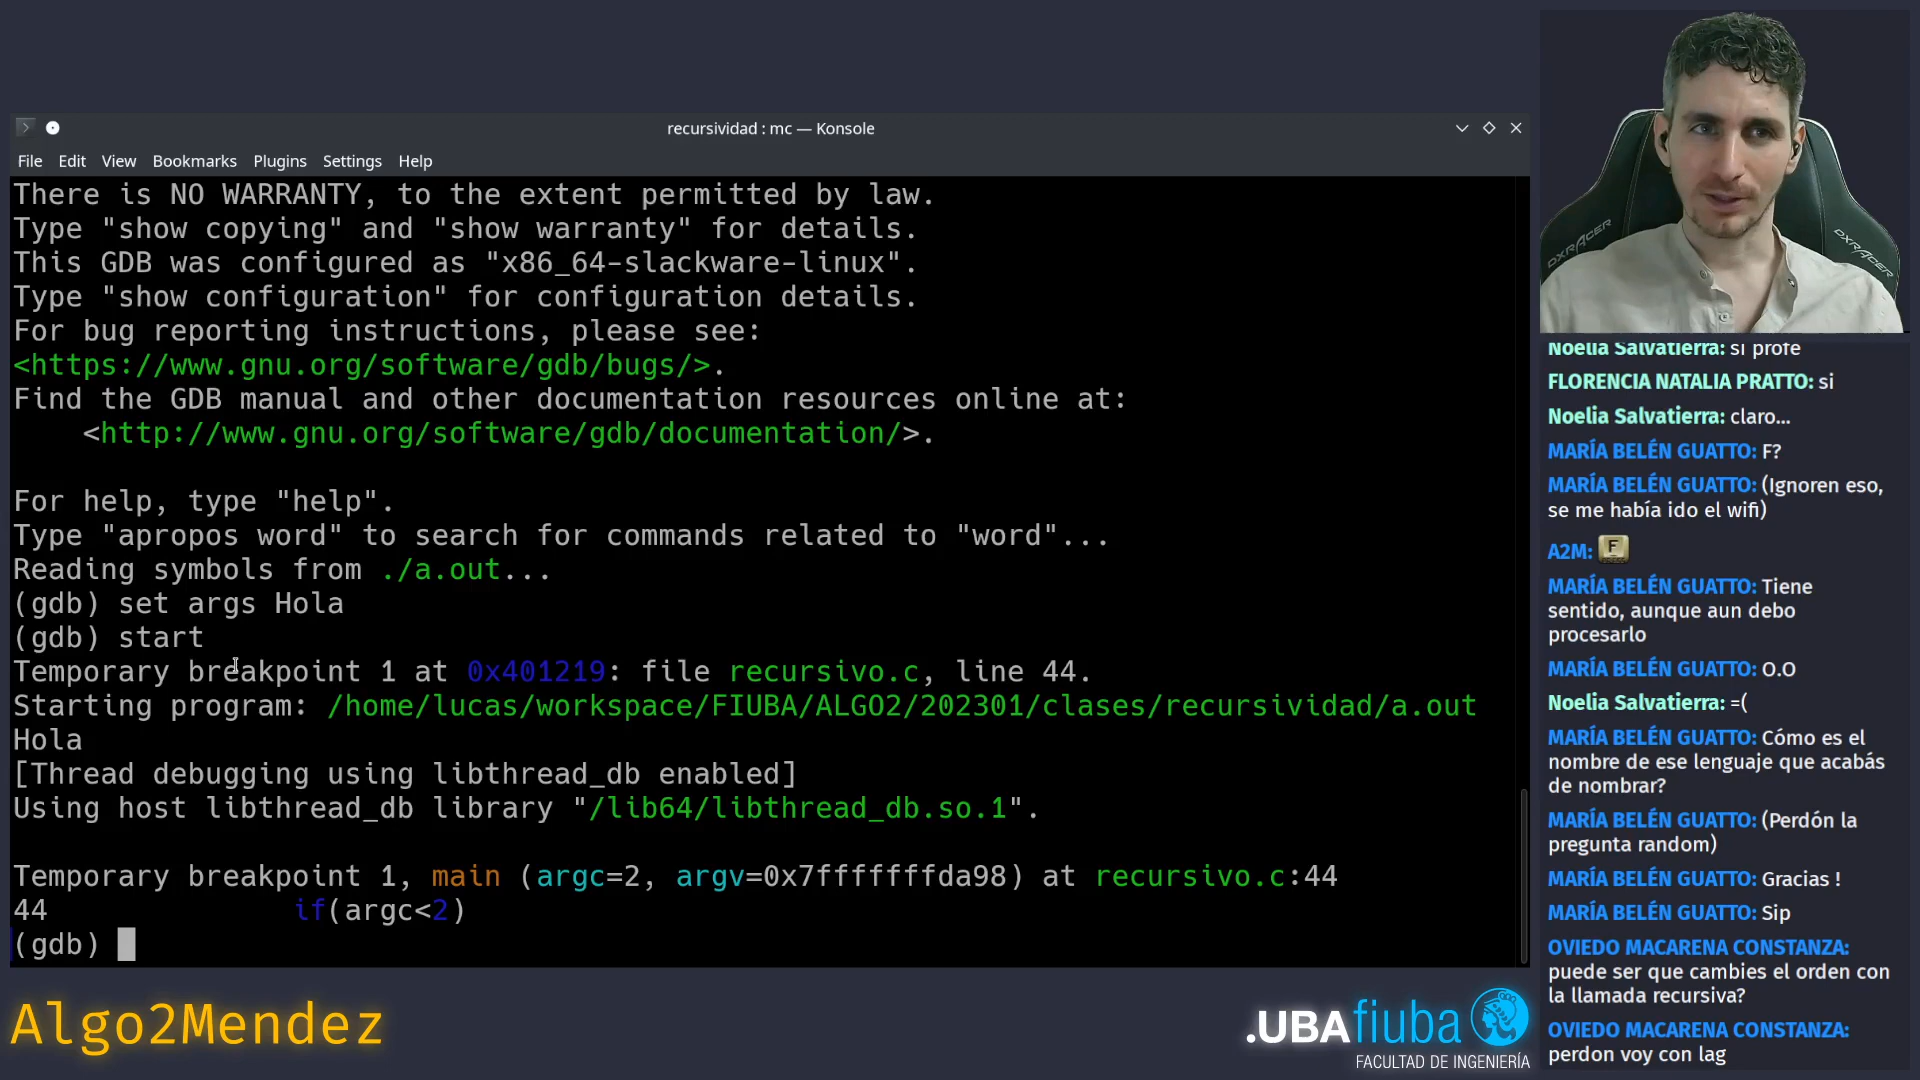 recursividad : mc — Konsole
File Edit View Bookmarks Plugins Settings Help
There is NO WARRANTY, to the extent permitted by law.
Type "show copying" and "show warranty" for details.
This GDB was configured as "x86_64-slackware-linux".
Type "show configuration" for configuration details.
For bug reporting instructions, please see:
<https://www.gnu.org/software/gdb/bugs/>.
Find the GDB manual and other documentation resources online at:
<http://www.gnu.org/software/gdb/documentation/>.
For help, type "help".
Type "apropos word" to search for commands related to "word"...
Reading symbols from ./a.out...
(gdb) set args Hola
(gdb) start
Temporary breakpoint 1 at 0x401219: file recursivo.c, line 44.
Starting program: /home/lucas/workspace/FIUBA/ALGO2/202301/clases/recursividad/a.out
Hola
[Thread debugging using libthread_db enabled]
Using host libthread_db library "/lib64/libthread_db.so.1".
Temporary breakpoint 1, main (argc=2, argv=0x7fffffffda98) at recursivo.c:44
44 if(argc<2)
(gdb)
DXRACER
DXRACER
Noelia Salvatierra: si profe
FLORENCIA NATALIA PRATTO: si
Noelia Salvatierra: claro...
MARÍA BELÉN GUATTO: F?
MARÍA BELÉN GUATTO: (Ignoren eso,
se me había ido el wifi)
A2M: F
MARÍA BELÉN GUATTO: Tiene
sentido, aunque aun debo
procesarlo
MARÍA BELÉN GUATTO: O.O
Noelia Salvatierra: =(
MARÍA BELÉN GUATTO: Cómo es el
nombre de ese lenguaje que acabás
de nombrar?
MARÍA BELÉN GUATTO: (Perdón la
pregunta random)
MARÍA BELÉN GUATTO: Gracias !
MARÍA BELÉN GUATTO: Sip
OVIEDO MACARENA CONSTANZA:
puede ser que cambies el orden con
la llamada recursiva?
OVIEDO MACARENA CONSTANZA:
perdon voy con lag
Algo2Mendez
.UBAfiuba
FACULTAD DE INGENIERÍA